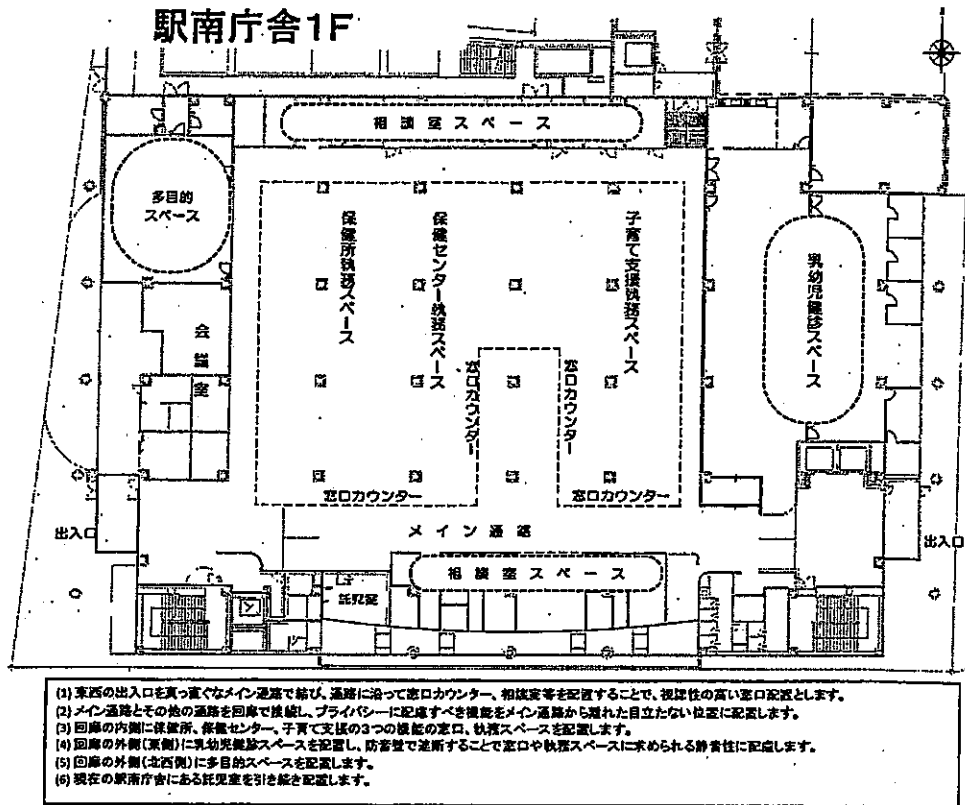 駅南庁舎1F
相談室スペース
多目的
スペース
保健所執務スペース
保健センター執務スペース
子育て支援執務スペース
乳幼児健診スペース
会議室
窓口カウンター
窓口カウンター
窓口カウンター
窓口カウンター
メイン通路
出入口
出入口
相談室スペース
託児室
(1) 東西の出入口を真っ直ぐなメイン通路で結び、通路に沿って窓口カウンター、相談室等を配置することで、視認性の高い窓口配置とします。
(2) メイン通路とその他の通路を回廊で接続し、プライバシーに配慮すべき機能をメイン通路から離れた目立たない位置に配置します。
(3) 回廊の内側に保健所、保健センター、子育て支援の3つの機能の窓口、執務スペースを配置します。
(4) 回廊の外側(東側)に乳幼児健診スペースを配置し、防音壁で遮断することで窓口や執務スペースに求められる静音性に配慮します。
(5) 回廊の外側(北西側)に多目的スペースを配置します。
(6) 現在の駅南庁舎にある託児室を引き続き配置します。